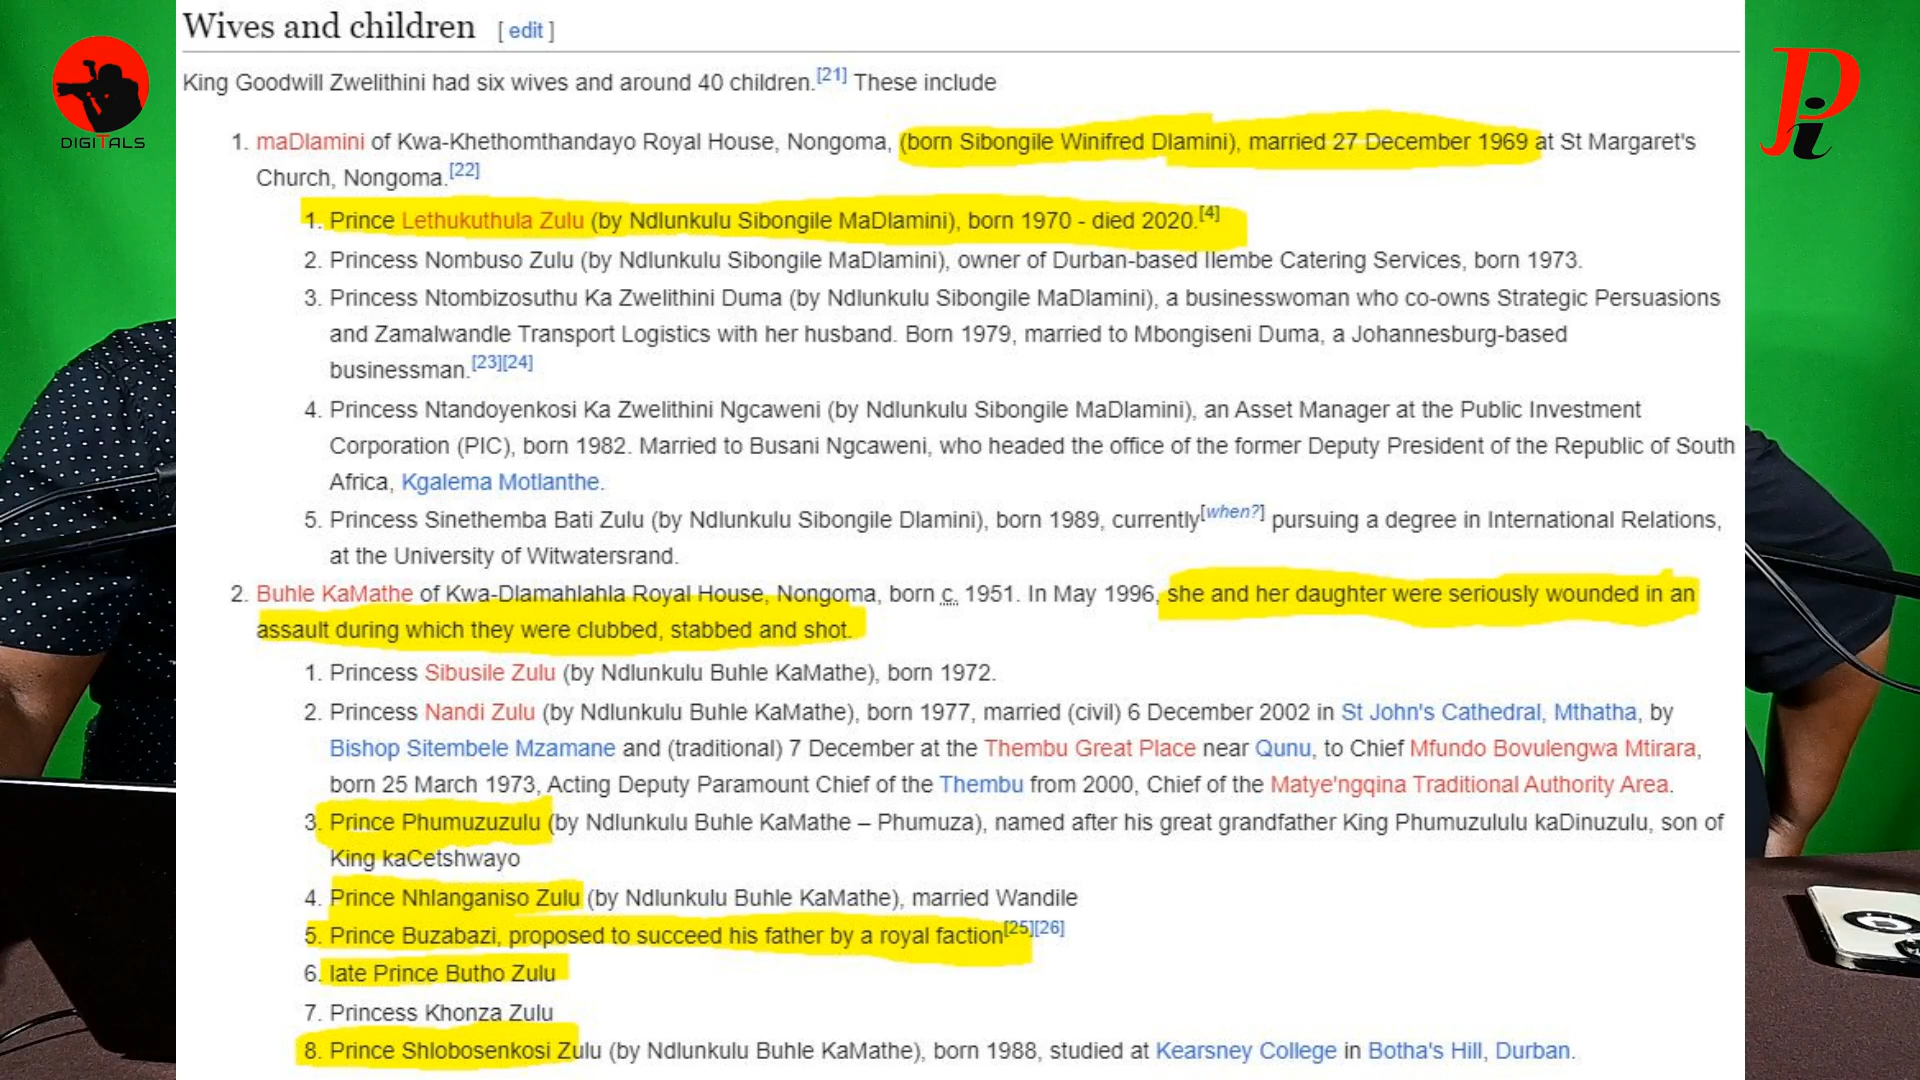 Wives and children [ edit ]
King Goodwill Zwelithini had six wives and around 40 children.[21] These include
1. maDlamini of Kwa-Khethomthandayo Royal House, Nongoma, (born Sibongile Winifred Dlamini), married 27 December 1969 at St Margaret's
Church, Nongoma.[22]
1. Prince Lethukuthula Zulu (by Ndlunkulu Sibongile MaDlamini), born 1970 - died 2020.[4]
2. Princess Nombuso Zulu (by Ndlunkulu Sibongile MaDlamini), owner of Durban-based Ilembe Catering Services, born 1973.
3. Princess Ntombizosuthu Ka Zwelithini Duma (by Ndlunkulu Sibongile MaDlamini), a businesswoman who co-owns Strategic Persuasions
and Zamalwandle Transport Logistics with her husband. Born 1979, married to Mbongiseni Duma, a Johannesburg-based
businessman.[23][24]
4. Princess Ntandoyenkosi Ka Zwelithini Ngcaweni (by Ndlunkulu Sibongile MaDlamini), an Asset Manager at the Public Investment
Corporation (PIC), born 1982. Married to Busani Ngcaweni, who headed the office of the former Deputy President of the Republic of South
Africa, Kgalema Motlanthe.
5. Princess Sinethemba Bati Zulu (by Ndlunkulu Sibongile Dlamini), born 1989, currently[when?] pursuing a degree in International Relations,
at the University of Witwatersrand.
2. Buhle KaMathe of Kwa-Dlamahlahla Royal House, Nongoma, born c. 1951. In May 1996, she and her daughter were seriously wounded in an
assault during which they were clubbed, stabbed and shot.
1. Princess Sibusile Zulu (by Ndlunkulu Buhle KaMathe), born 1972.
2. Princess Nandi Zulu (by Ndlunkulu Buhle KaMathe), born 1977, married (civil) 6 December 2002 in St John's Cathedral, Mthatha, by
Bishop Sitembele Mzamane and (traditional) 7 December at the Thembu Great Place near Qunu, to Chief Mfundo Bovulengwa Mtirara,
born 25 March 1973, Acting Deputy Paramount Chief of the Thembu from 2000, Chief of the Matye'ngqina Traditional Authority Area.
3. Prince Phumuzuzulu (by Ndlunkulu Buhle KaMathe – Phumuza), named after his great grandfather King Phumuzululu kaDinuzulu, son of
King kaCetshwayo
4. Prince Nhlanganiso Zulu (by Ndlunkulu Buhle KaMathe), married Wandile
5. Prince Buzabazi, proposed to succeed his father by a royal faction[25][26]
6. late Prince Butho Zulu
7. Princess Khonza Zulu
8. Prince Shlobosenkosi Zulu (by Ndlunkulu Buhle KaMathe), born 1988, studied at Kearsney College in Botha's Hill, Durban.
DIGITALS
Pi